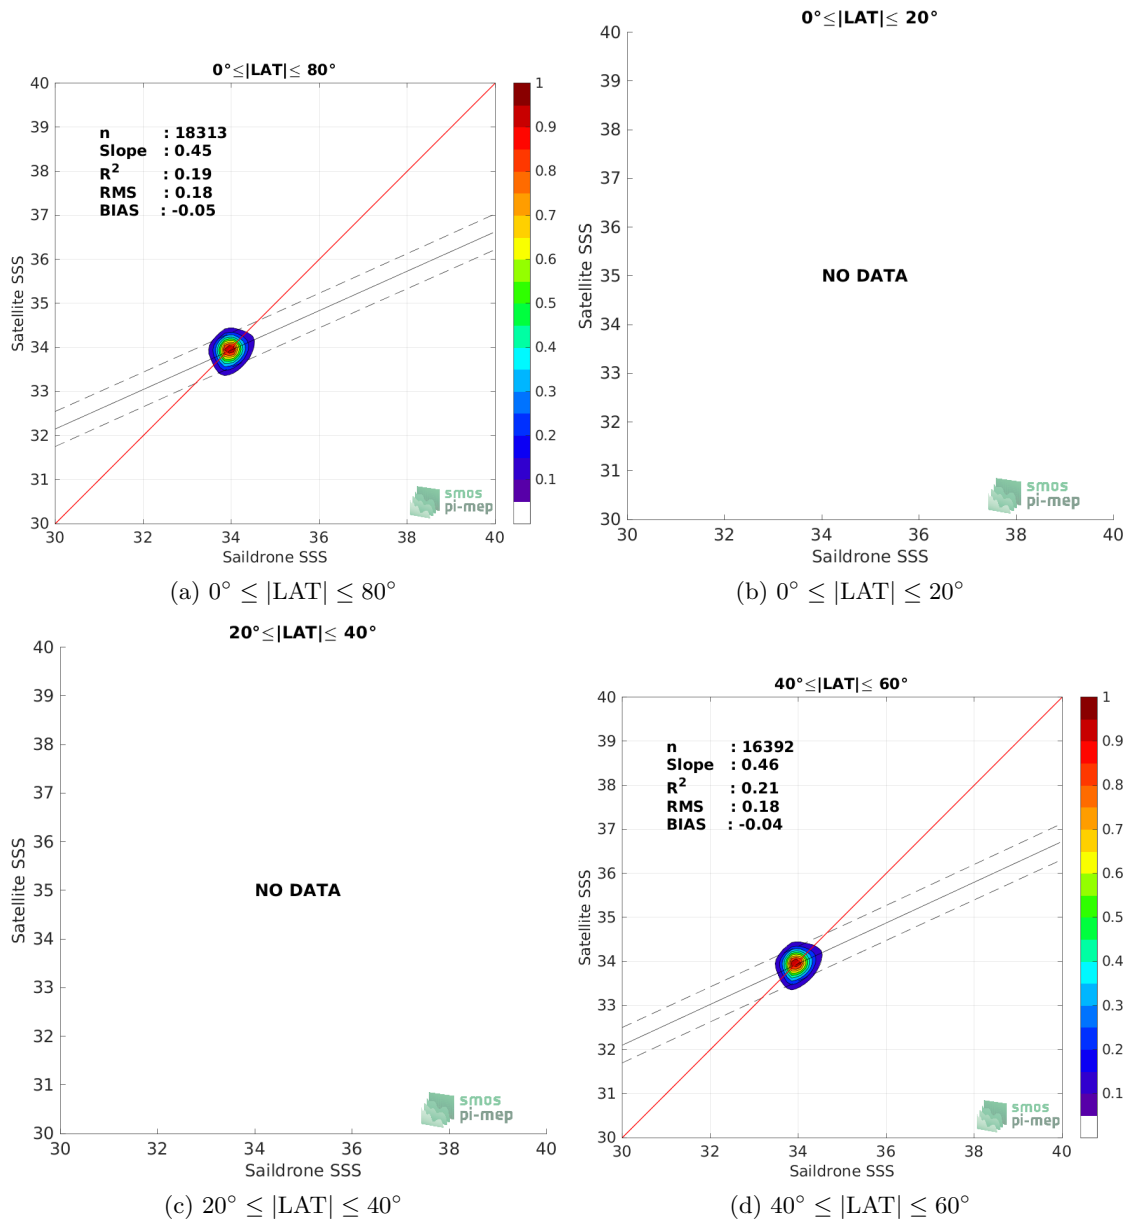 0°≤|LAT|≤ 80°
40
39
38
37
36
35
34
33
32
31
30
Satellite SSS
n : 18313
Slope : 0.45
R² : 0.19
RMS : 0.18
BIAS : -0.05
smos
pi-mep
30 32 34 36 38 40
Saildrone SSS
1
0.9
0.8
0.7
0.6
0.5
0.4
0.3
0.2
0.1
(a) 0° ≤ |LAT| ≤ 80°
0°≤|LAT|≤ 20°
40
39
38
37
36
35
34
33
32
31
30
Satellite SSS
NO DATA
smos
pi-mep
30 32 34 36 38 40
Saildrone SSS
(b) 0° ≤ |LAT| ≤ 20°
20°≤|LAT|≤ 40°
40
39
38
37
36
35
34
33
32
31
30
Satellite SSS
NO DATA
smos
pi-mep
30 32 34 36 38 40
Saildrone SSS
(c) 20° ≤ |LAT| ≤ 40°
40°≤|LAT|≤ 60°
40
39
38
37
36
35
34
33
32
31
30
Satellite SSS
n : 16392
Slope : 0.46
R² : 0.21
RMS : 0.18
BIAS : -0.04
smos
pi-mep
30 32 34 36 38 40
Saildrone SSS
1
0.9
0.8
0.7
0.6
0.5
0.4
0.3
0.2
0.1
(d) 40° ≤ |LAT| ≤ 60°